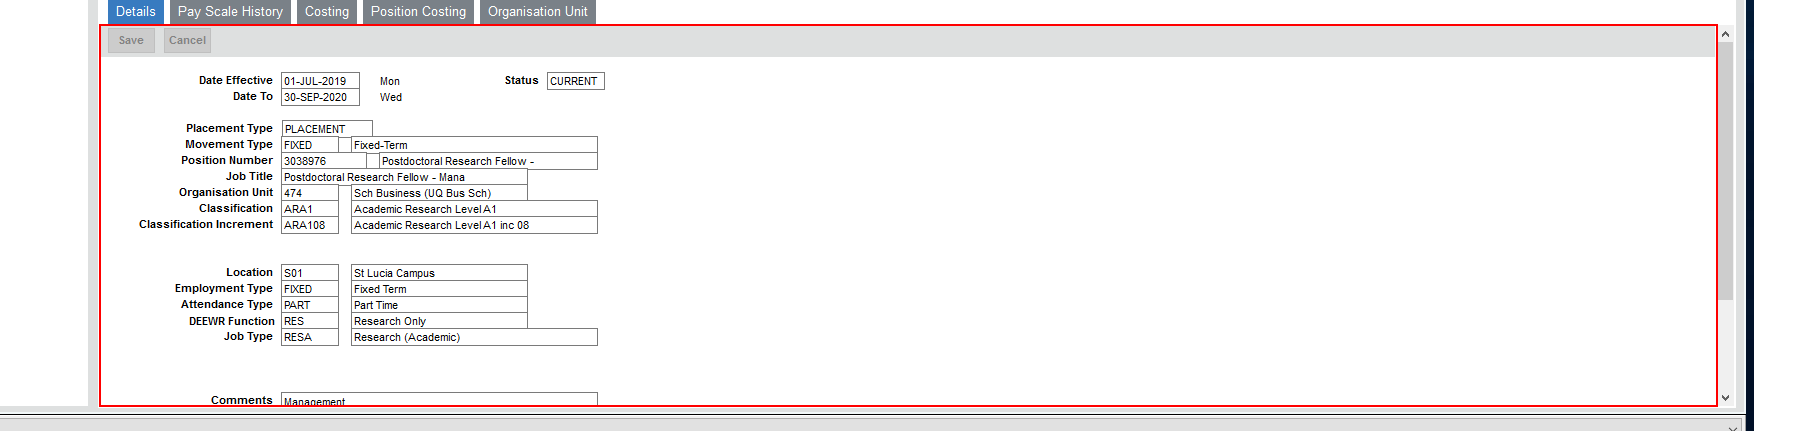 Details Pay Scale History Costing Position Costing Organisation Unit
Save Cancel
Date Effective 01-JUL-2019 Mon Status CURRENT
Date To 30-SEP-2020 Wed
Placement Type PLACEMENT
Movement Type FIXED Fixed-Term
Position Number 3038976 Postdoctoral Research Fellow -
Job Title Postdoctoral Research Fellow - Mana
Organisation Unit 474 Sch Business (UQ Bus Sch)
Classification ARA1 Academic Research Level A1
Classification Increment ARA108 Academic Research Level A1 inc 08
Location S01 St Lucia Campus
Employment Type FIXED Fixed Term
Attendance Type PART Part Time
DEEWR Function RES Research Only
Job Type RESA Research (Academic)
Comments Management